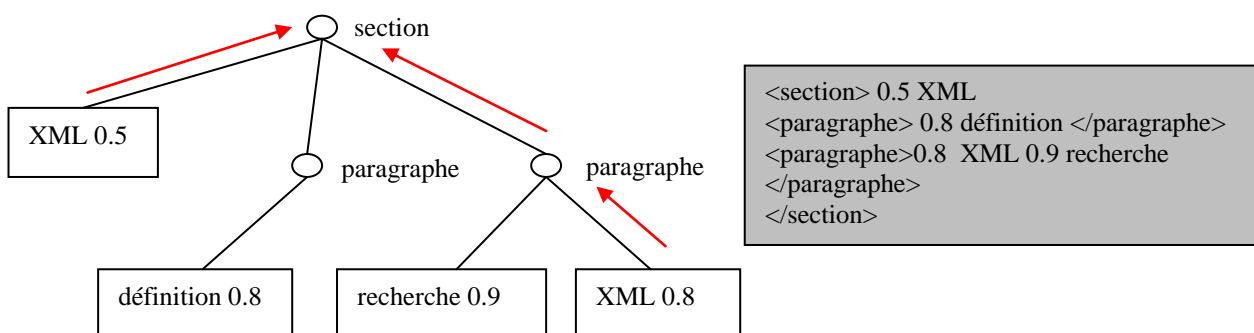 section
XML 0.5
paragraphe
paragraphe
définition 0.8
recherche 0.9
XML 0.8
<section> 0.5 XML
<paragraphe> 0.8 définition </paragraphe>
<paragraphe>0.8  XML 0.9 recherche
</paragraphe>
</section>